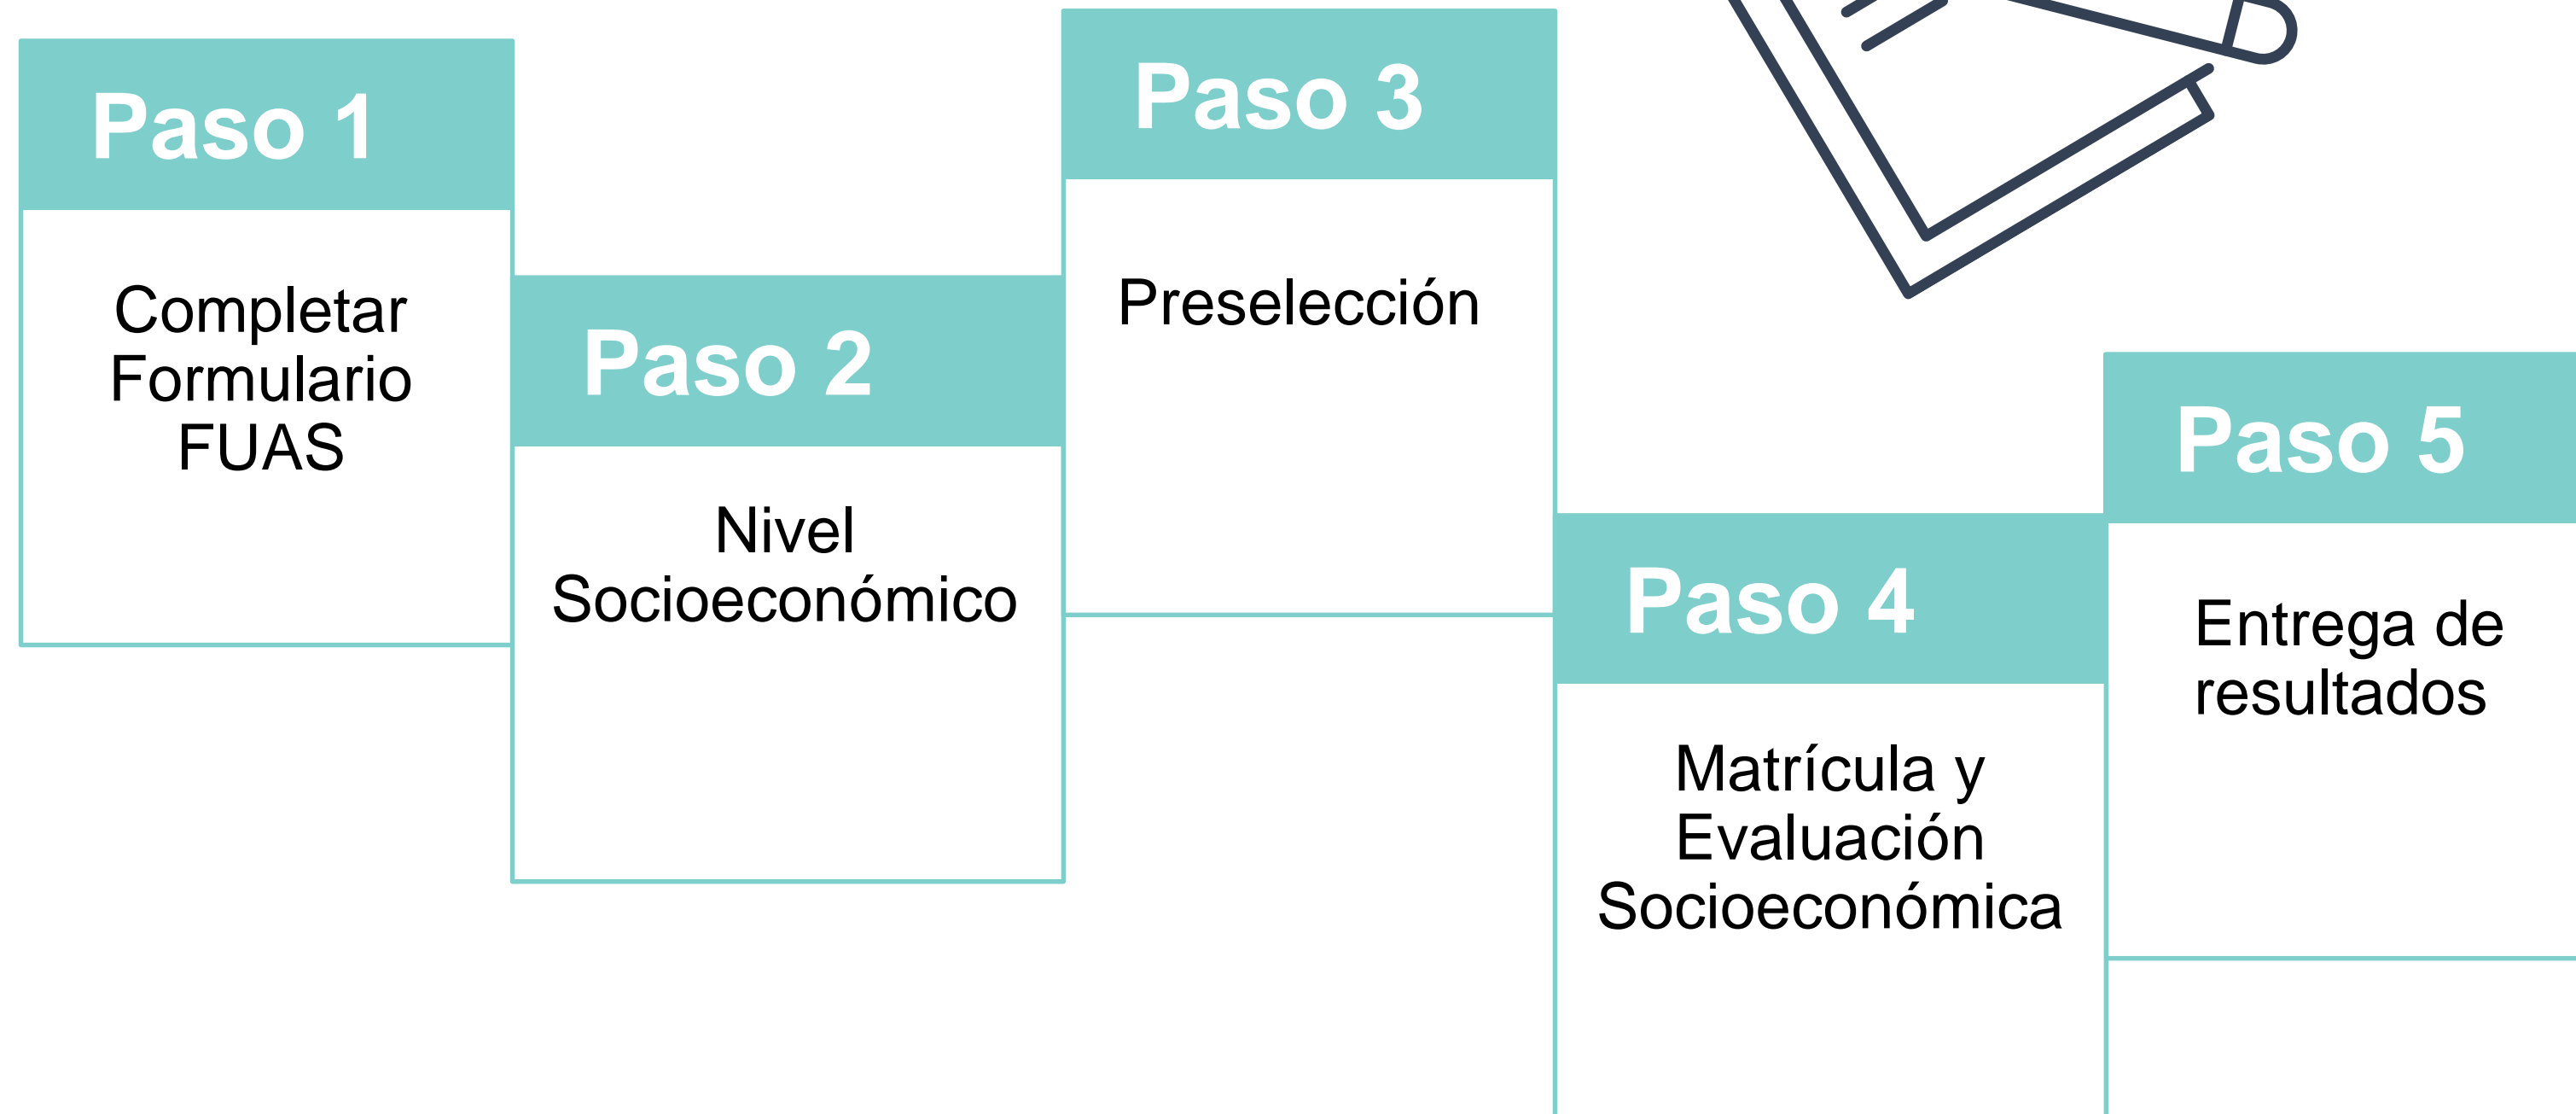 Paso 1
Completar
Formulario
FUAS
Paso 2
Nivel
Socioeconómico
Paso 3
Preselección
Paso 4
Matrícula y
Evaluación
Socioeconómica
Paso 5
Entrega de
resultados